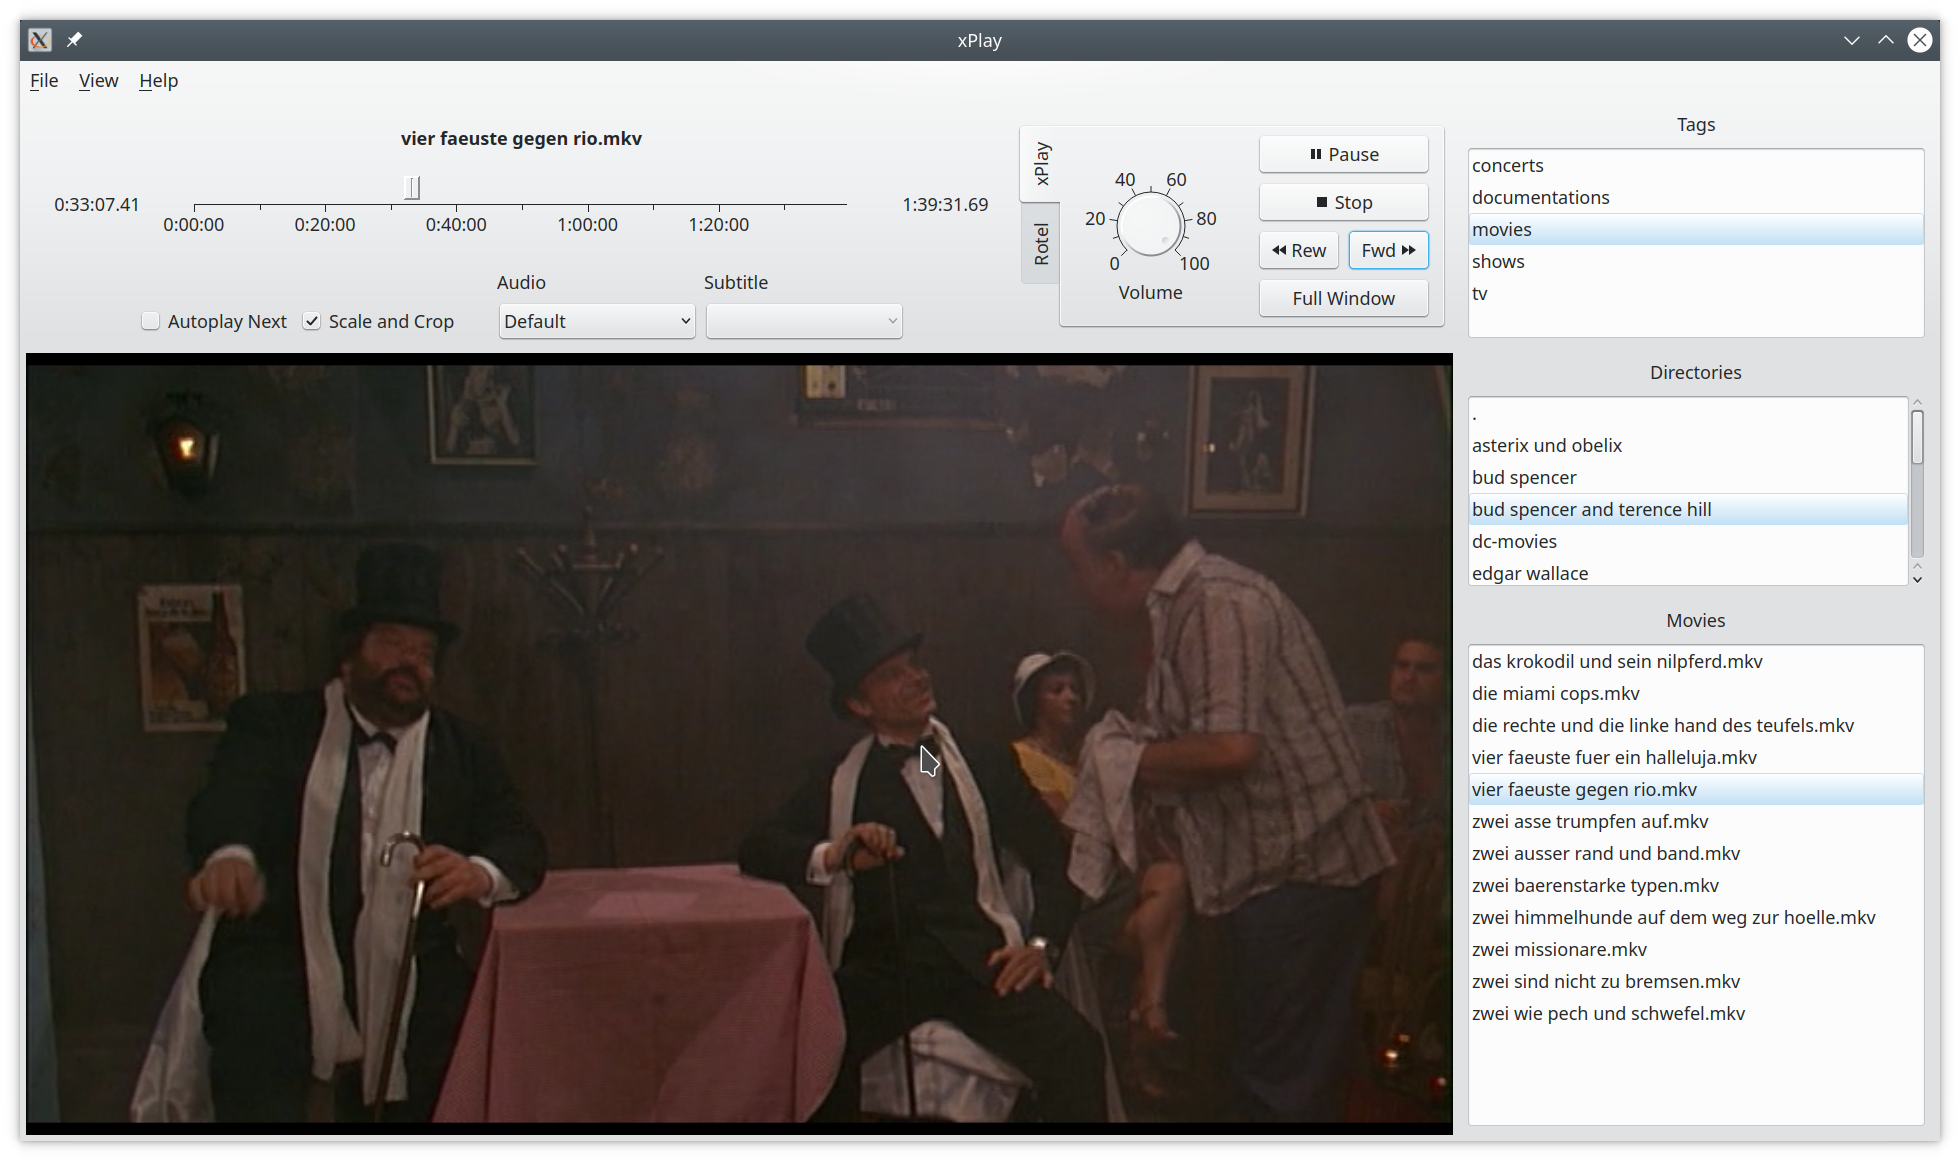 xPlay
File View Help
vier faeuste gegen rio.mkv
0:33:07.41
0:00:00 0:20:00 0:40:00 1:00:00 1:20:00
1:39:31.69
Audio Subtitle
Autoplay Next Scale and Crop Default
xPlay
Rotel
0 20 40 60 80 100
Volume
Pause
Stop
Rew Fwd
Full Window
Tags
concerts
documentations
movies
shows
tv
Directories
.
asterix und obelix
bud spencer
bud spencer and terence hill
dc-movies
edgar wallace
Movies
das krokodil und sein nilpferd.mkv
die miami cops.mkv
die rechte und die linke hand des teufels.mkv
vier faeuste fuer ein halleluja.mkv
vier faeuste gegen rio.mkv
zwei asse trumpfen auf.mkv
zwei ausser rand und band.mkv
zwei baerenstarke typen.mkv
zwei himmelhunde auf dem weg zur hoelle.mkv
zwei missionare.mkv
zwei sind nicht zu bremsen.mkv
zwei wie pech und schwefel.mkv